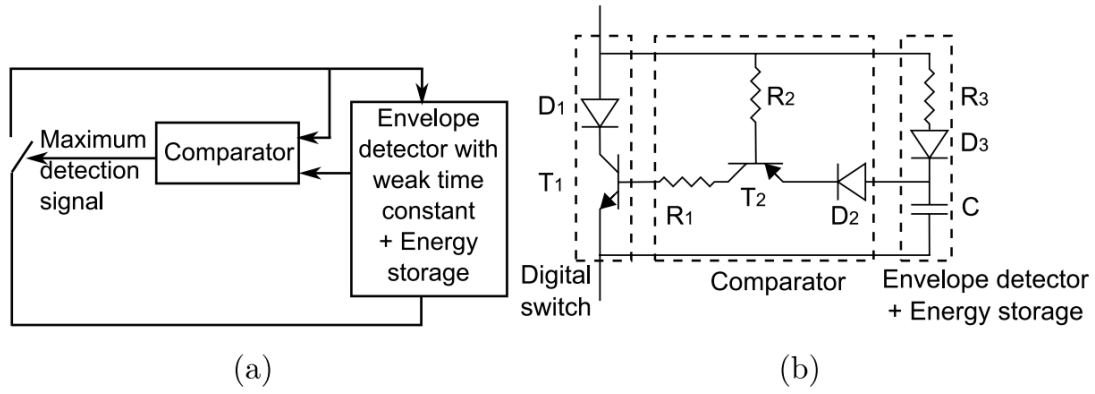 Maximum
detection
signal
Comparator
Envelope
detector with
weak time
constant
+ Energy
storage
(a)
D1
T1
R1
R2
T2
D2
R3
D3
C
Digital
switch
Comparator
Envelope detector
+ Energy storage
(b)